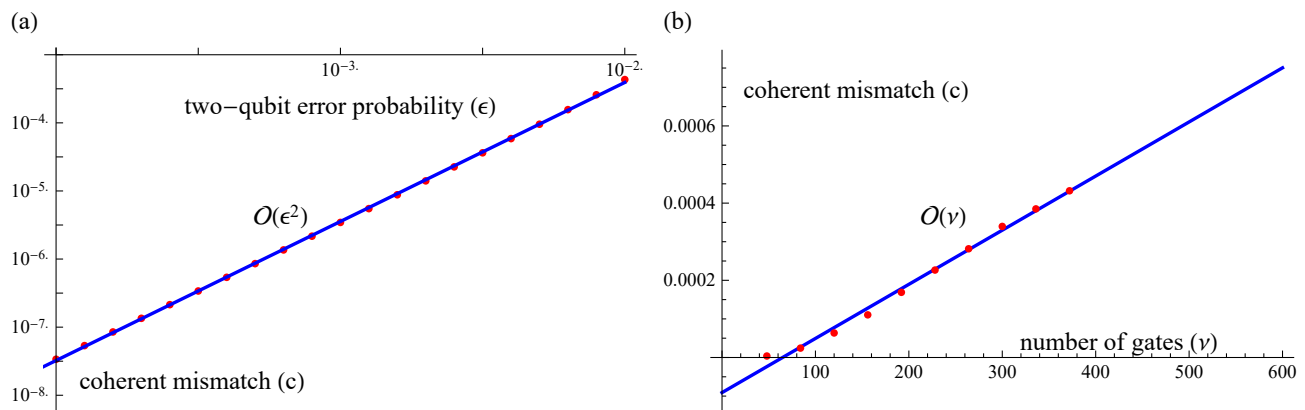 (a)
10⁻³·
10⁻²·
two−qubit error probability (ϵ)
10⁻⁴·
10⁻⁵·
O(ϵ²)
10⁻⁶·
10⁻⁷·
coherent mismatch (c)
10⁻⁸·
(b)
coherent mismatch (c)
0.0006
0.0004
O(ν)
0.0002
number of gates (ν)
100 200 300 400 500 600